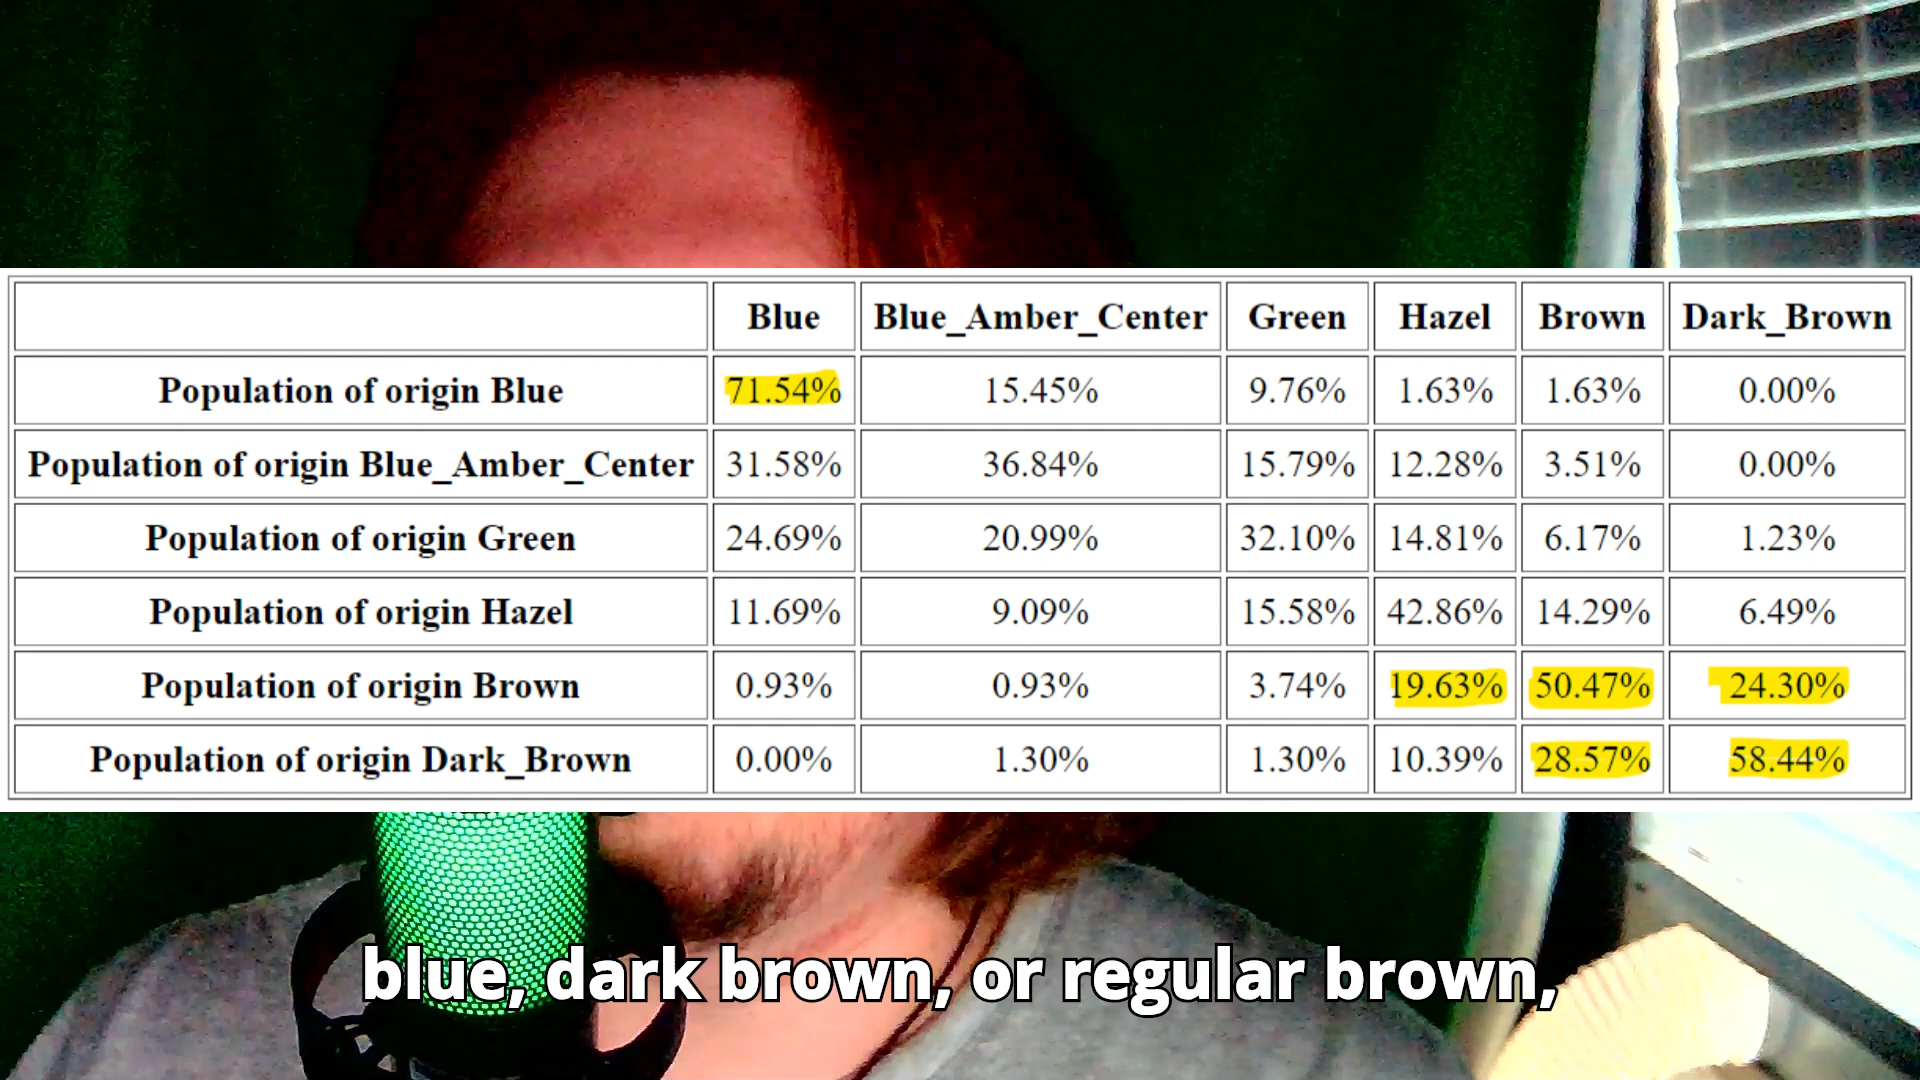 Blue Blue_Amber_Center Green Hazel Brown Dark_Brown
Population of origin Blue 71.54% 15.45% 9.76% 1.63% 1.63% 0.00%
Population of origin Blue_Amber_Center 31.58% 36.84% 15.79% 12.28% 3.51% 0.00%
Population of origin Green 24.69% 20.99% 32.10% 14.81% 6.17% 1.23%
Population of origin Hazel 11.69% 9.09% 15.58% 42.86% 14.29% 6.49%
Population of origin Brown 0.93% 0.93% 3.74% 19.63% 50.47% 24.30%
Population of origin Dark_Brown 0.00% 1.30% 1.30% 10.39% 28.57% 58.44%
blue, dark brown, or regular brown,